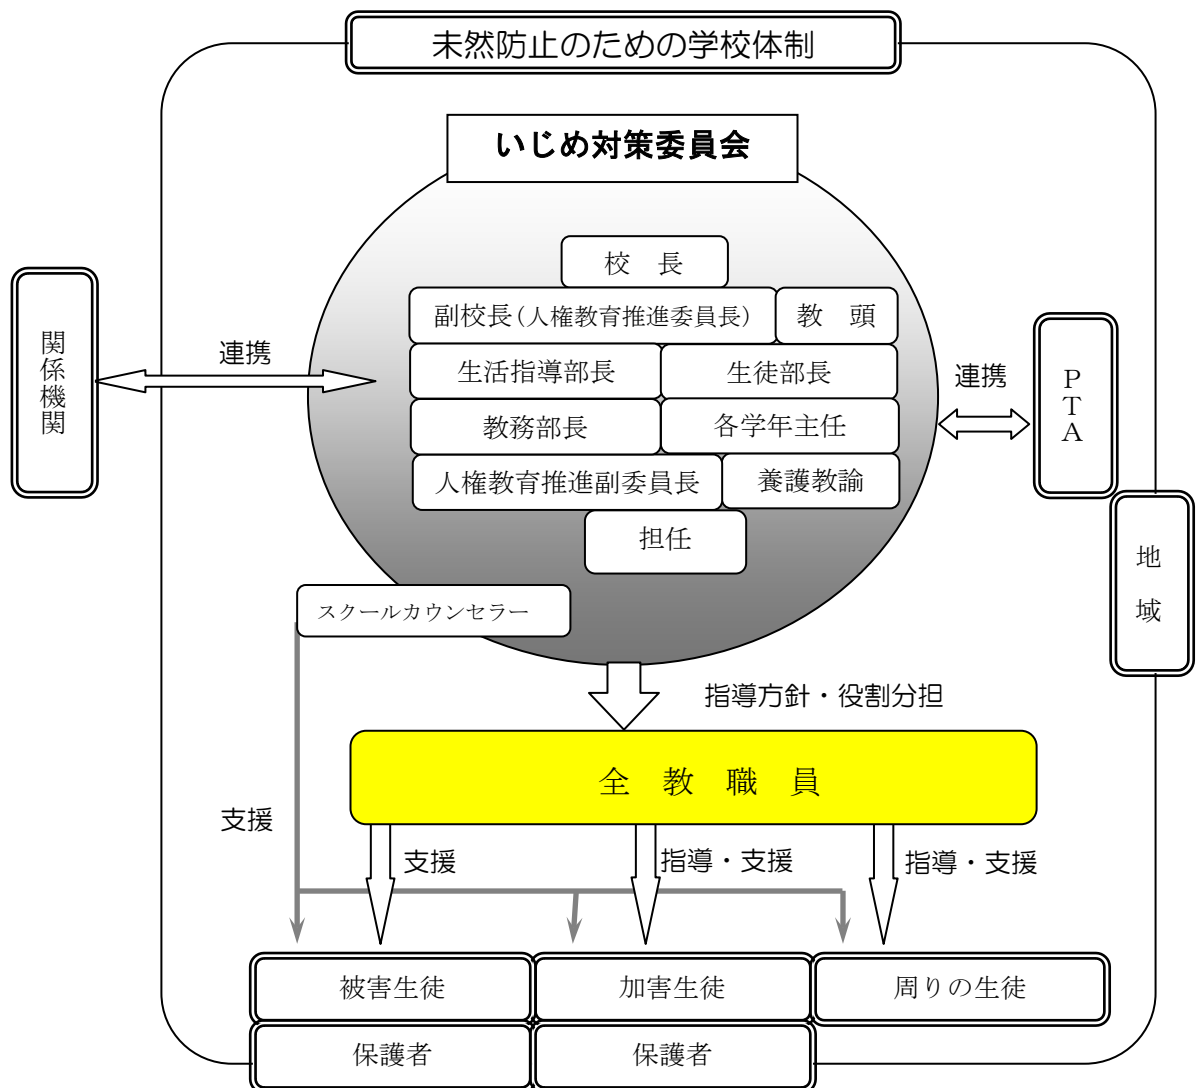 未然防止のための学校体制
いじめ対策委員会
校　長
副校長(人権教育推進委員長)
教　頭
生活指導部長
生徒部長
教務部長
各学年主任
人権教育推進副委員長
養護教諭
担任
スクールカウンセラー
関係機関
連携
連携
PTA
地域
指導方針・役割分担
全　教　職　員
支援
支援
指導・支援
指導・支援
被害生徒
加害生徒
周りの生徒
保護者
保護者